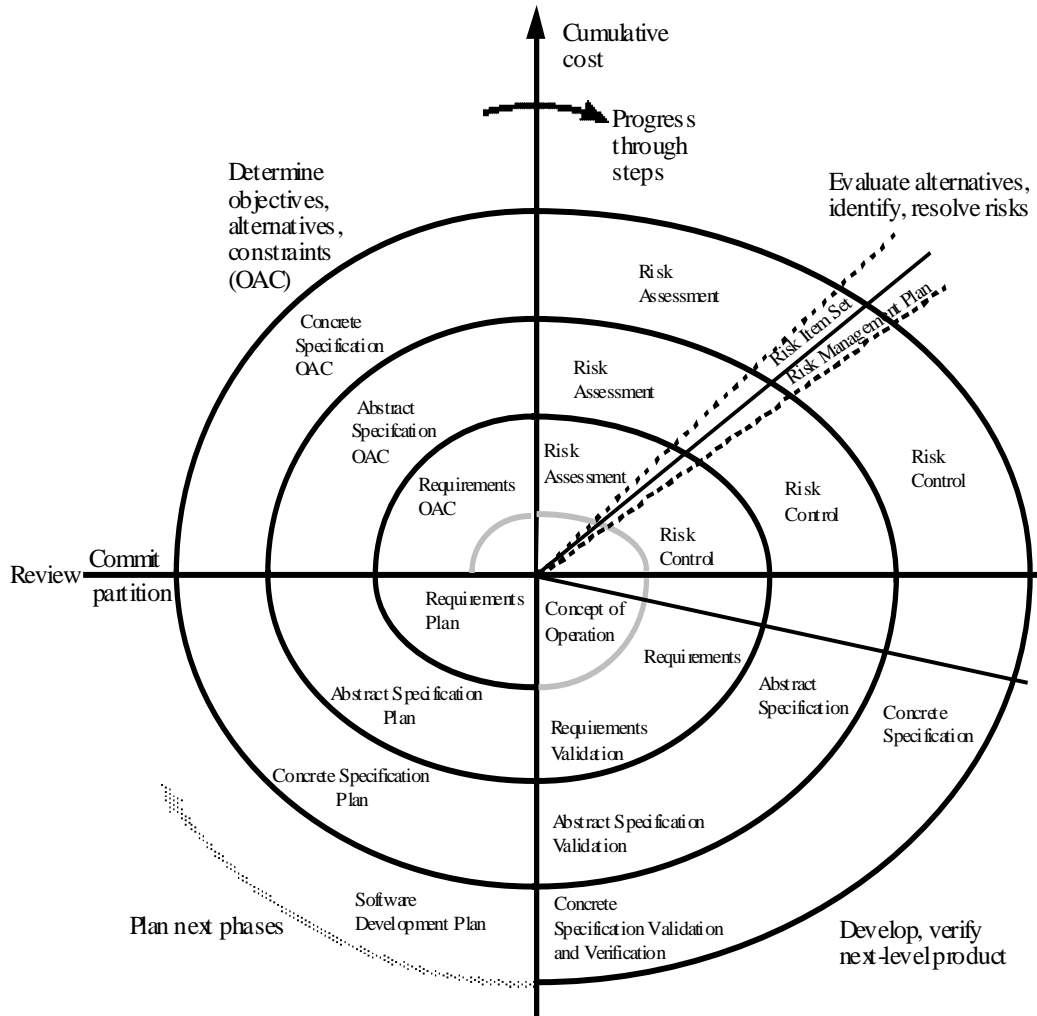 Cumulative
cost
Progress
through
steps
Determine
objectives,
alternatives,
constraints
(OAC)
Evaluate alternatives,
identify, resolve risks
Risk
Assessment
Risk Item Set
Risk Management Plan
Concrete
Specification
OAC
Risk
Assessment
Abstract
Specifcation
OAC
Risk
Assessment
Requirements
OAC
Risk
Control
Risk
Control
Risk
Control
Review
Commit
partition
Requirements
Plan
Concept of
Operation
Requirements
Abstract
Specification
Concrete
Specification
Abstract Specification
Plan
Requirements
Validation
Concrete Specification
Plan
Abstract Specification
Validation
Plan next phases
Software
Development Plan
Concrete
Specification Validation
and Verification
Develop, verify
next-level product